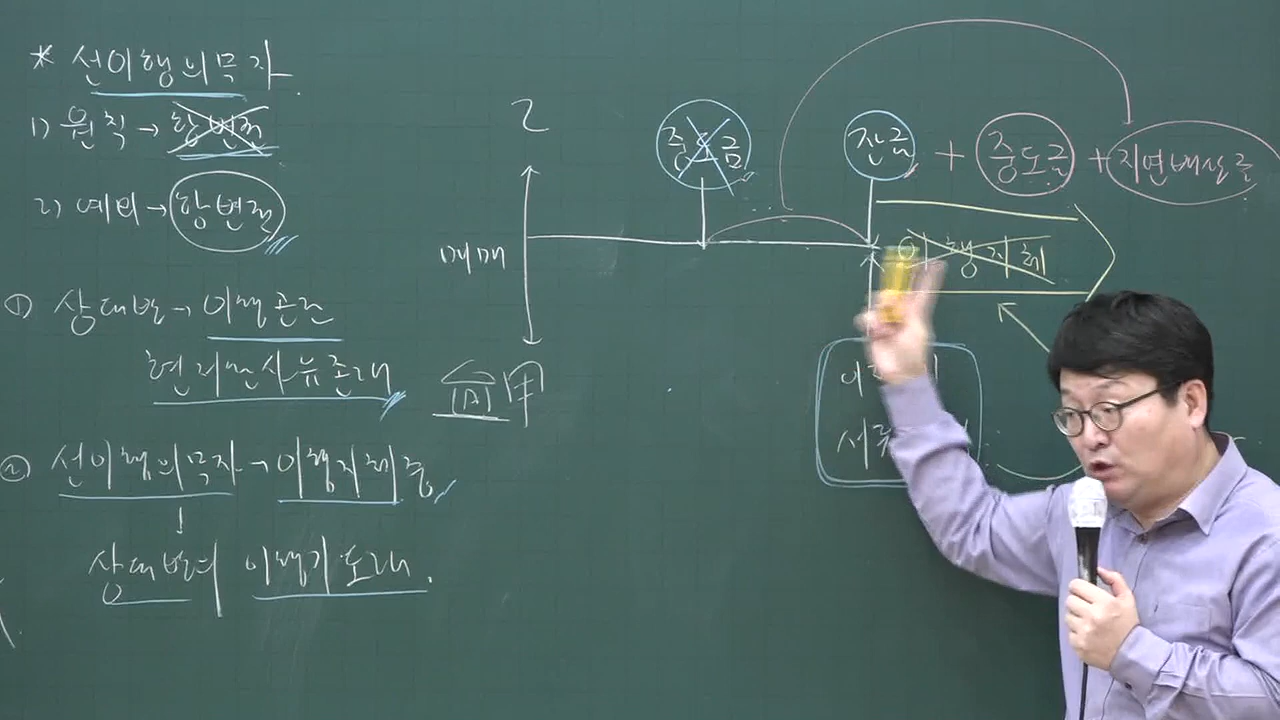 * 선이행의무자
1) 원칙 → 항변권
2) 예외 → 항변권
① 상대방 → 이행곤란
현저한사유존재
② 선이행의무자 → 이행지체 중
↓
상대방의 이행기 도래.
乙
매매
甲
중도금
잔금 + 중도금 + 지연배상금
이행지체